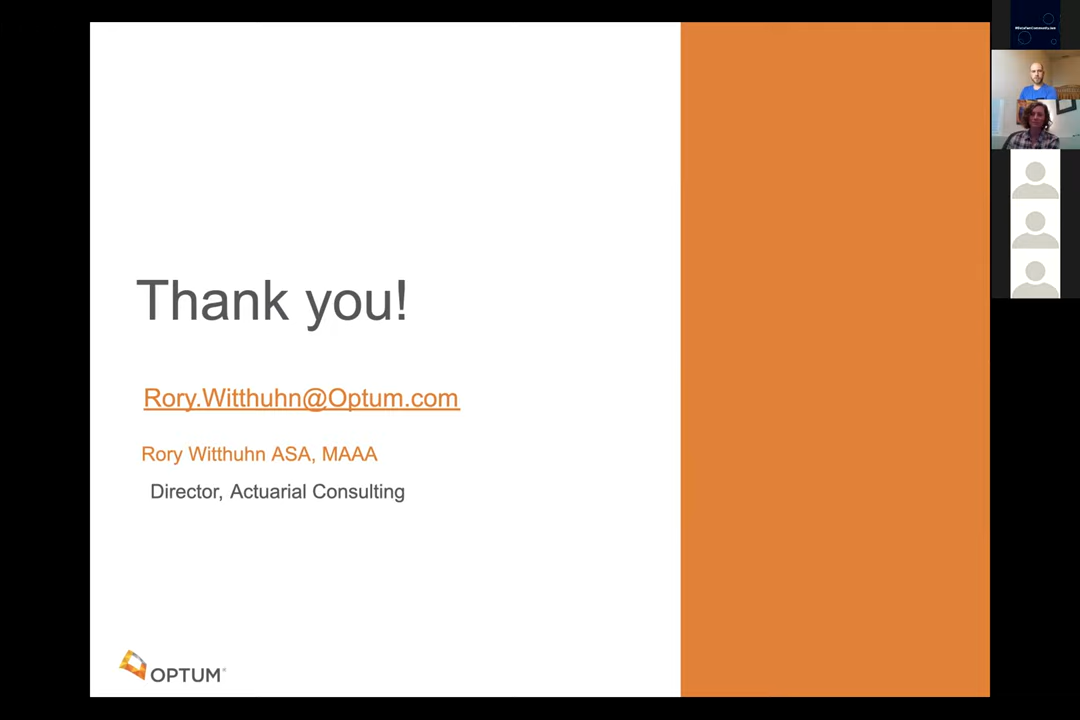 Thank you!
Rory.Witthuhn@Optum.com
Rory Witthuhn ASA, MAAA
Director, Actuarial Consulting
OPTUM®